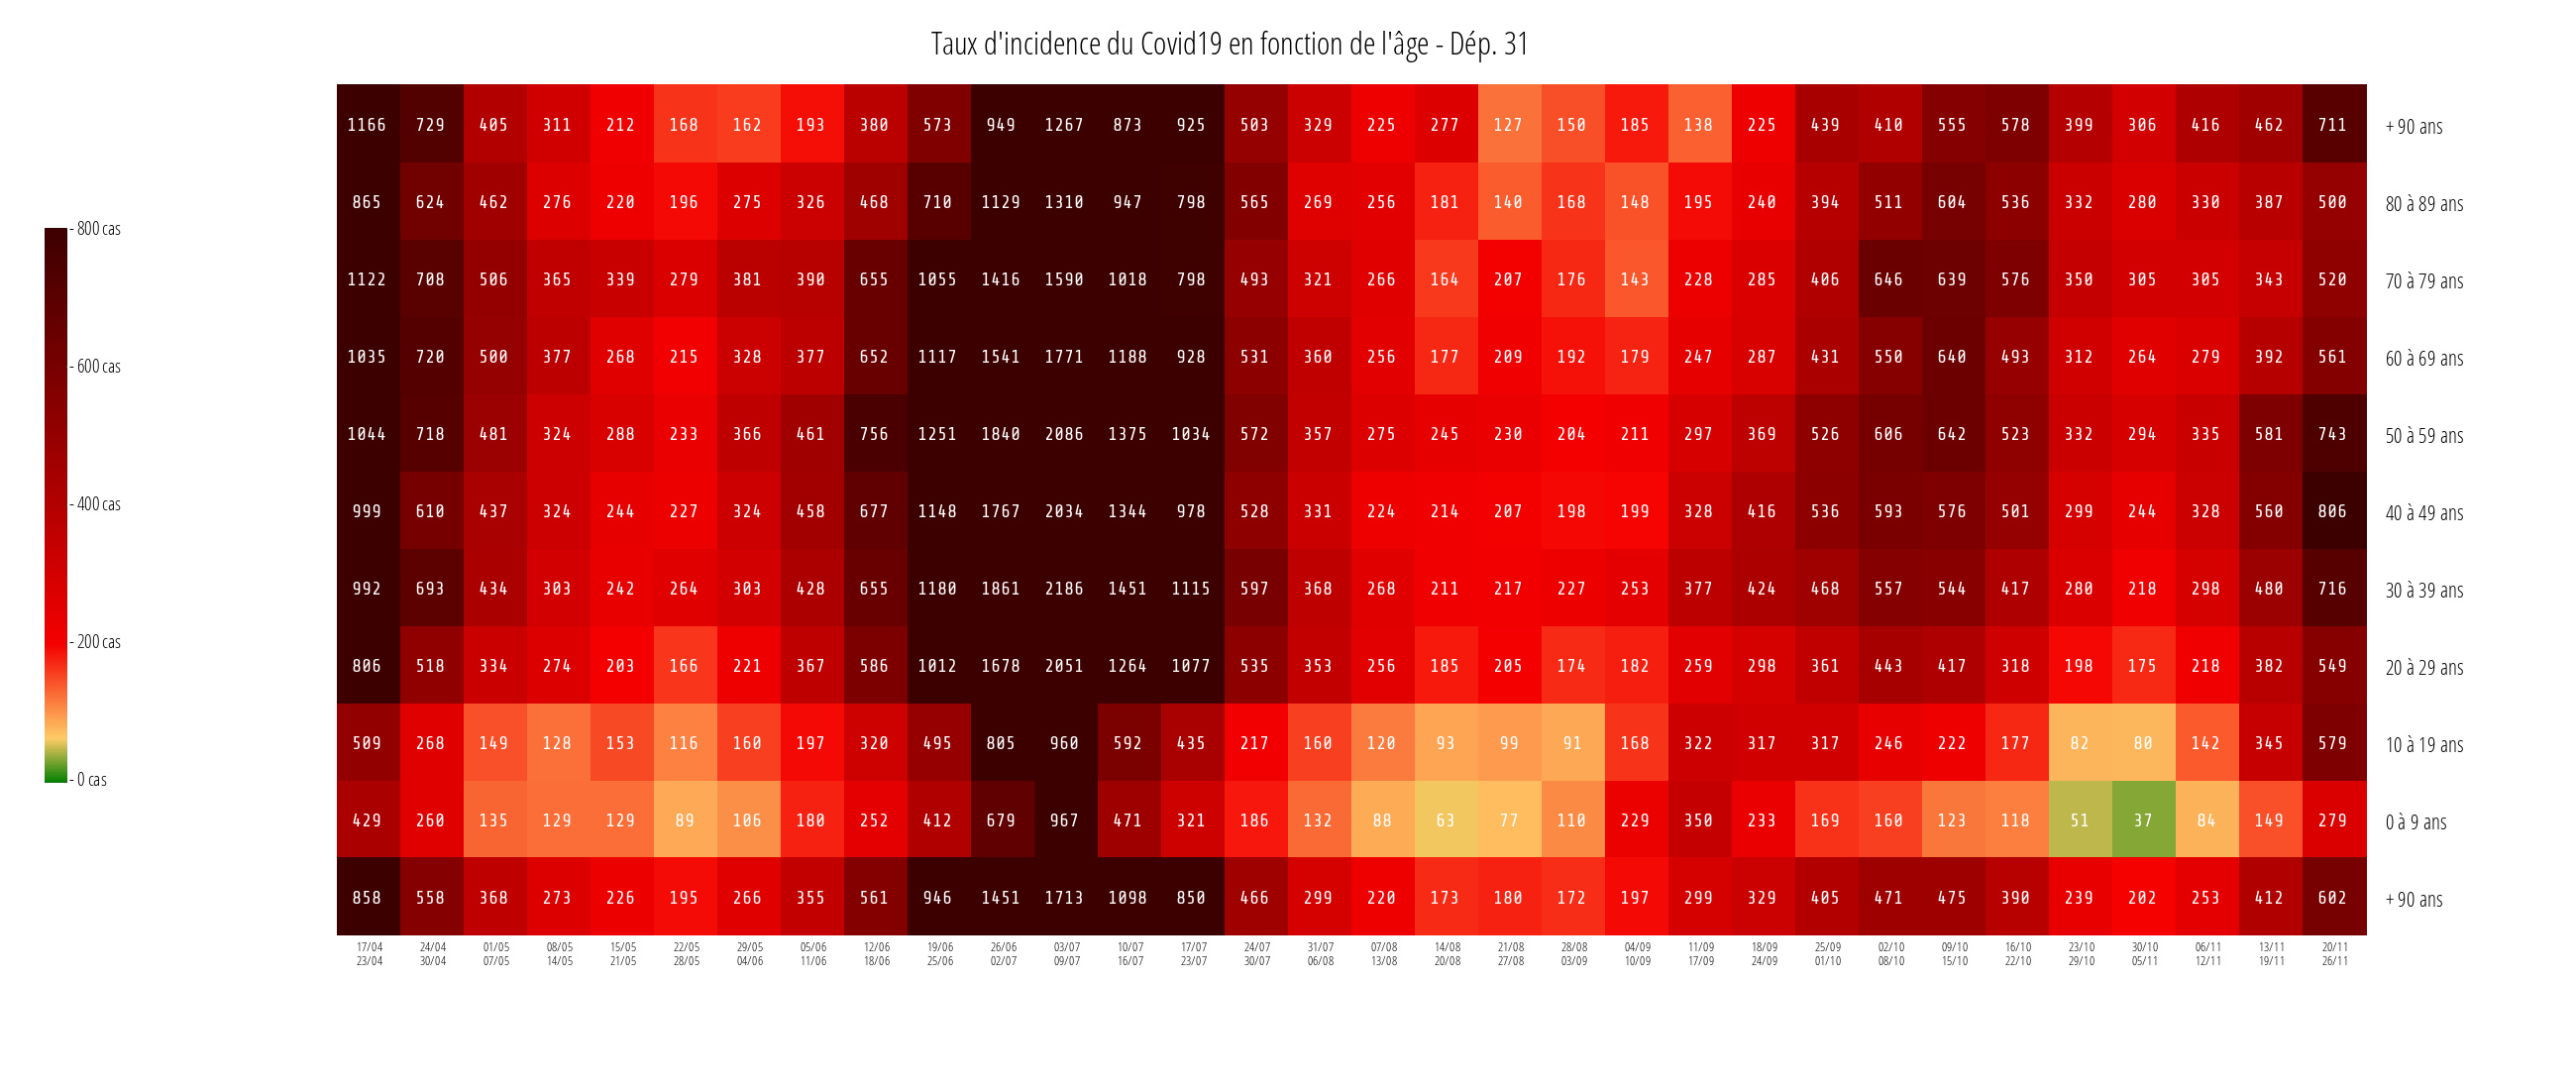 Taux d'incidence du Covid19 en fonction de l'âge - Dép. 31
1166 729 405 311 212 168 162 193 380 573 949 1267 873 925 503 329 225 277 127 150 185 138 225 439 410 555 578 399 306 416 462 711 + 90 ans
865 624 462 276 220 196 275 326 468 710 1129 1310 947 798 565 269 256 181 140 168 148 195 240 394 511 604 536 332 280 330 387 500 80 à 89 ans
- 800 cas
1122 708 506 365 339 279 381 390 655 1055 1416 1590 1018 798 493 321 266 164 207 176 143 228 285 406 646 639 576 350 305 305 343 520 70 à 79 ans
1035 720 500 377 268 215 328 377 652 1117 1541 1771 1188 928 531 360 256 177 209 192 179 247 287 431 550 640 493 312 264 279 392 561 60 à 69 ans
- 600 cas
1044 718 481 324 288 233 366 461 756 1251 1840 2086 1375 1034 572 357 275 245 230 204 211 297 369 526 606 642 523 332 294 335 581 743 50 à 59 ans
- 400 cas
999 610 437 324 244 227 324 458 677 1148 1767 2034 1344 978 528 331 224 214 207 198 199 328 416 536 593 576 501 299 244 328 560 806 40 à 49 ans
992 693 434 303 242 264 303 428 655 1180 1861 2186 1451 1115 597 368 268 211 217 227 253 377 424 468 557 544 417 280 218 298 480 716 30 à 39 ans
- 200 cas
806 518 334 274 203 166 221 367 586 1012 1678 2051 1264 1077 535 353 256 185 205 174 182 259 298 361 443 417 318 198 175 218 382 549 20 à 29 ans
509 268 149 128 153 116 160 197 320 495 805 960 592 435 217 160 120 93 99 91 168 322 317 317 246 222 177 82 80 142 345 579 10 à 19 ans
- 0 cas
429 260 135 129 129 89 106 180 252 412 679 967 471 321 186 132 88 63 77 110 229 350 233 169 160 123 118 51 37 84 149 279 0 à 9 ans
858 558 368 273 226 195 266 355 561 946 1451 1713 1098 850 466 299 220 173 180 172 197 299 329 405 471 475 390 239 202 253 412 602 + 90 ans
17/04 24/04 01/05 08/05 15/05 22/05 29/05 05/06 12/06 19/06 26/06 03/07 10/07 17/07 24/07 31/07 07/08 14/08 21/08 28/08 04/09 11/09 18/09 25/09 02/10 09/10 16/10 23/10 30/10 06/11 13/11 20/11
23/04 30/04 07/05 14/05 21/05 28/05 04/06 11/06 18/06 25/06 02/07 09/07 16/07 23/07 30/07 06/08 13/08 20/08 27/08 03/09 10/09 17/09 24/09 01/10 08/10 15/10 22/10 29/10 05/11 12/11 19/11 26/11